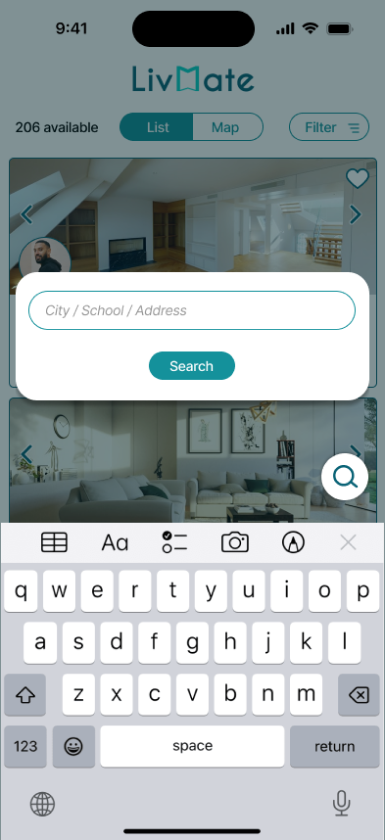 9:41
LivMate
206 available
List
Map
Filter
City / School / Address
Search
Aa
q w e r t y u i o p
a s d f g h j k l
z x c v b n m
123
space
return